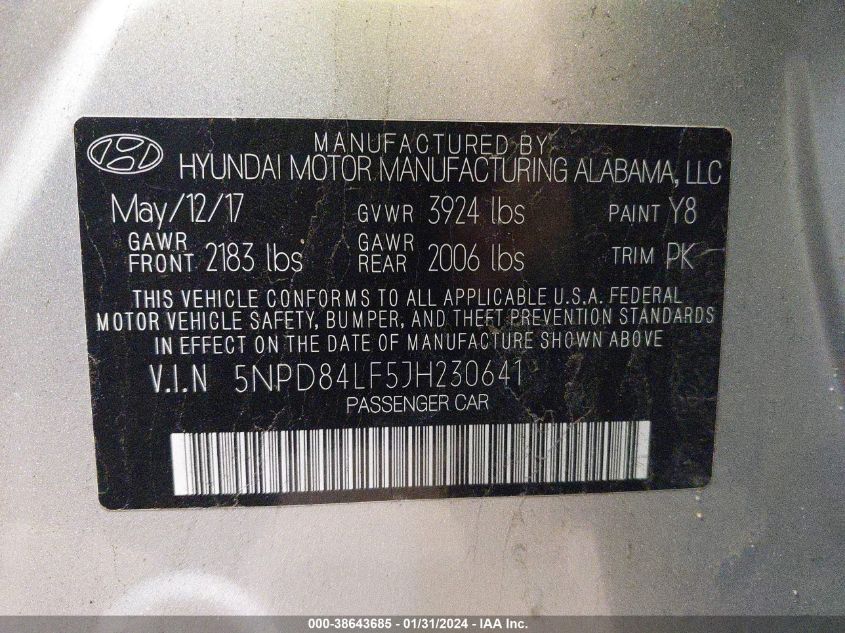 MANUFACTURED BY
HYUNDAI MOTOR MANUFACTURING ALABAMA, LLC
May/12/17 GVWR 3924 lbs PAINT Y8
GAWR FRONT 2183 lbs GAWR REAR 2006 lbs TRIM PK
THIS VEHICLE CONFORMS TO ALL APPLICABLE U.S.A. FEDERAL
MOTOR VEHICLE SAFETY, BUMPER, AND THEFT PREVENTION STANDARDS
IN EFFECT ON THE DATE OF MANUFACTURE SHOWN ABOVE
V.I.N 5NPD84LF5JH230641
PASSENGER CAR
000-38643685 - 01/31/2024 - IAA Inc.